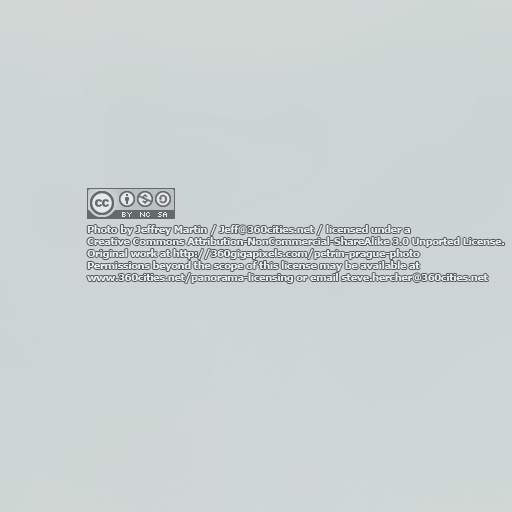 cc
BY NC SA
Photo by Jeffrey Martin / Jeff@360cities.net / licensed under a
Creative Commons Attribution-NonCommercial-ShareAlike 3.0 Unported License.
Original work at http://360gigapixels.com/petrin-prague-photo
Permissions beyond the scope of this license may be available at
www.360cities.net/panorama-licensing or email steve.hercher@360cities.net